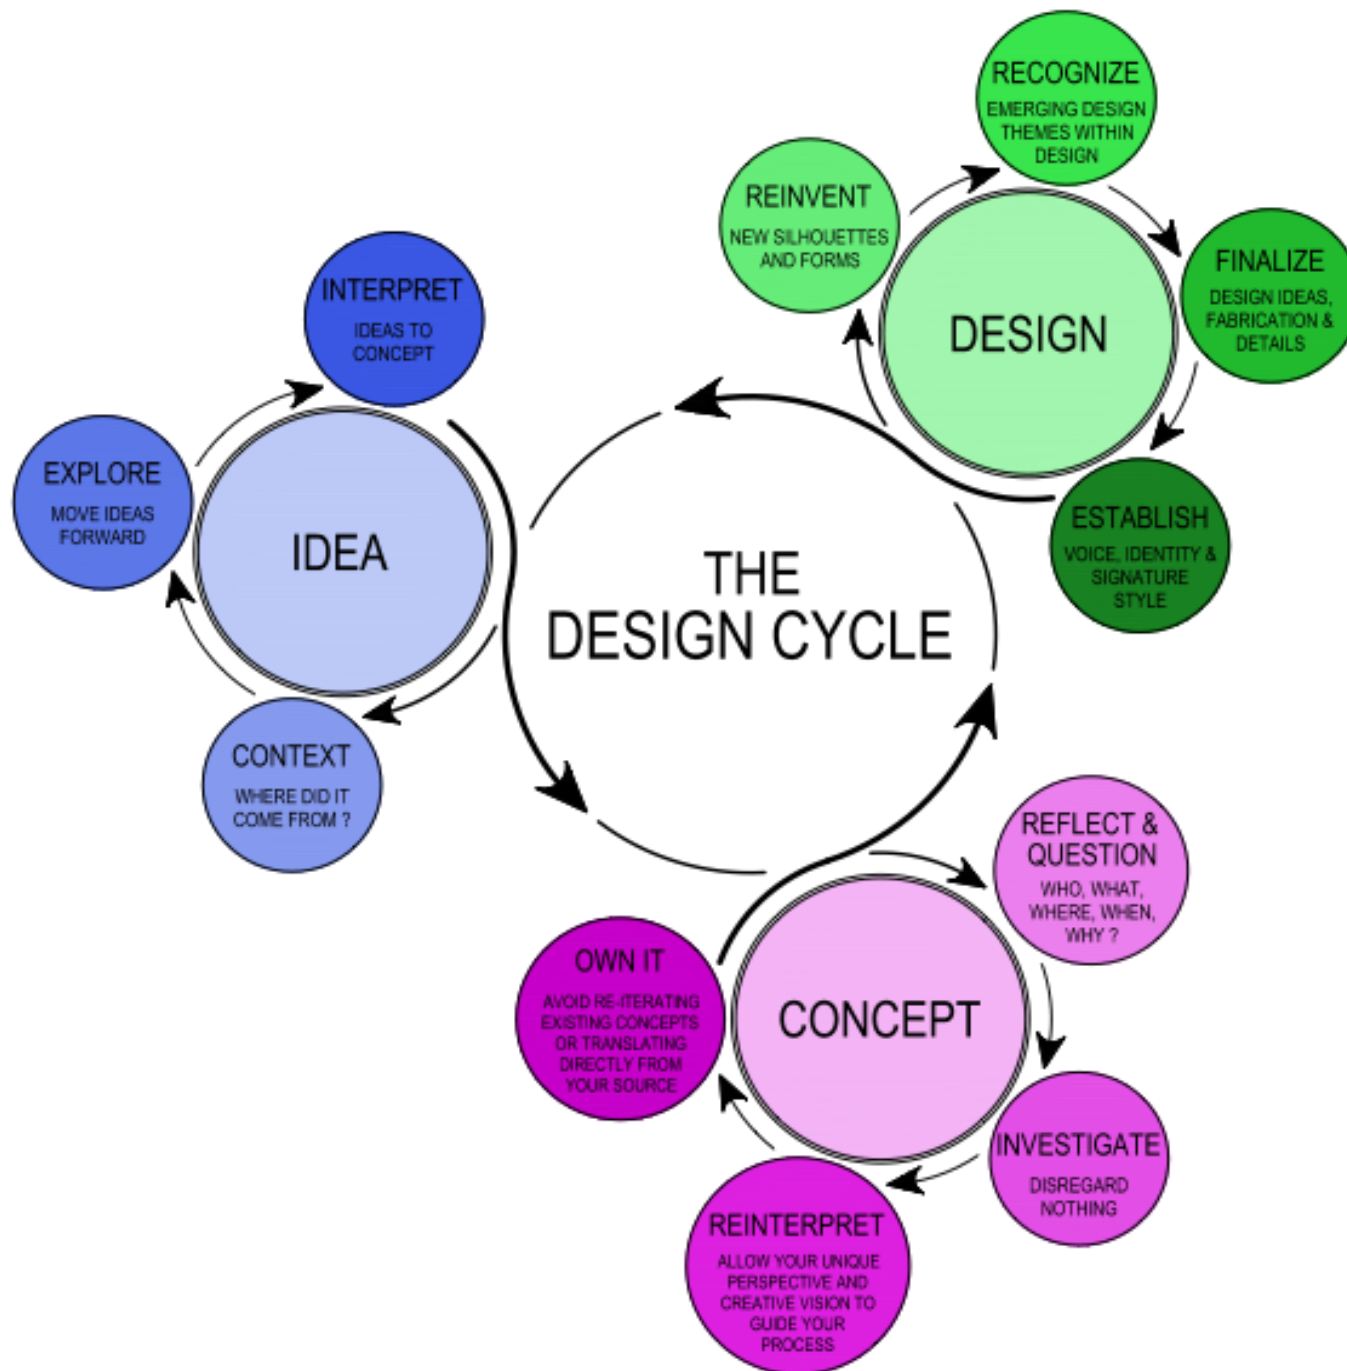 THE
DESIGN CYCLE
IDEA
CONTEXT
WHERE DID IT
COME FROM ?
EXPLORE
MOVE IDEAS
FORWARD
INTERPRET
IDEAS TO
CONCEPT
CONCEPT
REFLECT &
QUESTION
WHO, WHAT,
WHERE, WHEN,
WHY ?
INVESTIGATE
DISREGARD
NOTHING
REINTERPRET
ALLOW YOUR UNIQUE
PERSPECTIVE AND
CREATIVE VISION TO
GUIDE YOUR
PROCESS
OWN IT
AVOID RE-ITERATING
EXISTING CONCEPTS
OR TRANSLATING
DIRECTLY FROM
YOUR SOURCE
DESIGN
REINVENT
NEW SILHOUETTES
AND FORMS
RECOGNIZE
EMERGING DESIGN
THEMES WITHIN
DESIGN
FINALIZE
DESIGN IDEAS,
FABRICATION &
DETAILS
ESTABLISH
VOICE, IDENTITY &
SIGNATURE
STYLE